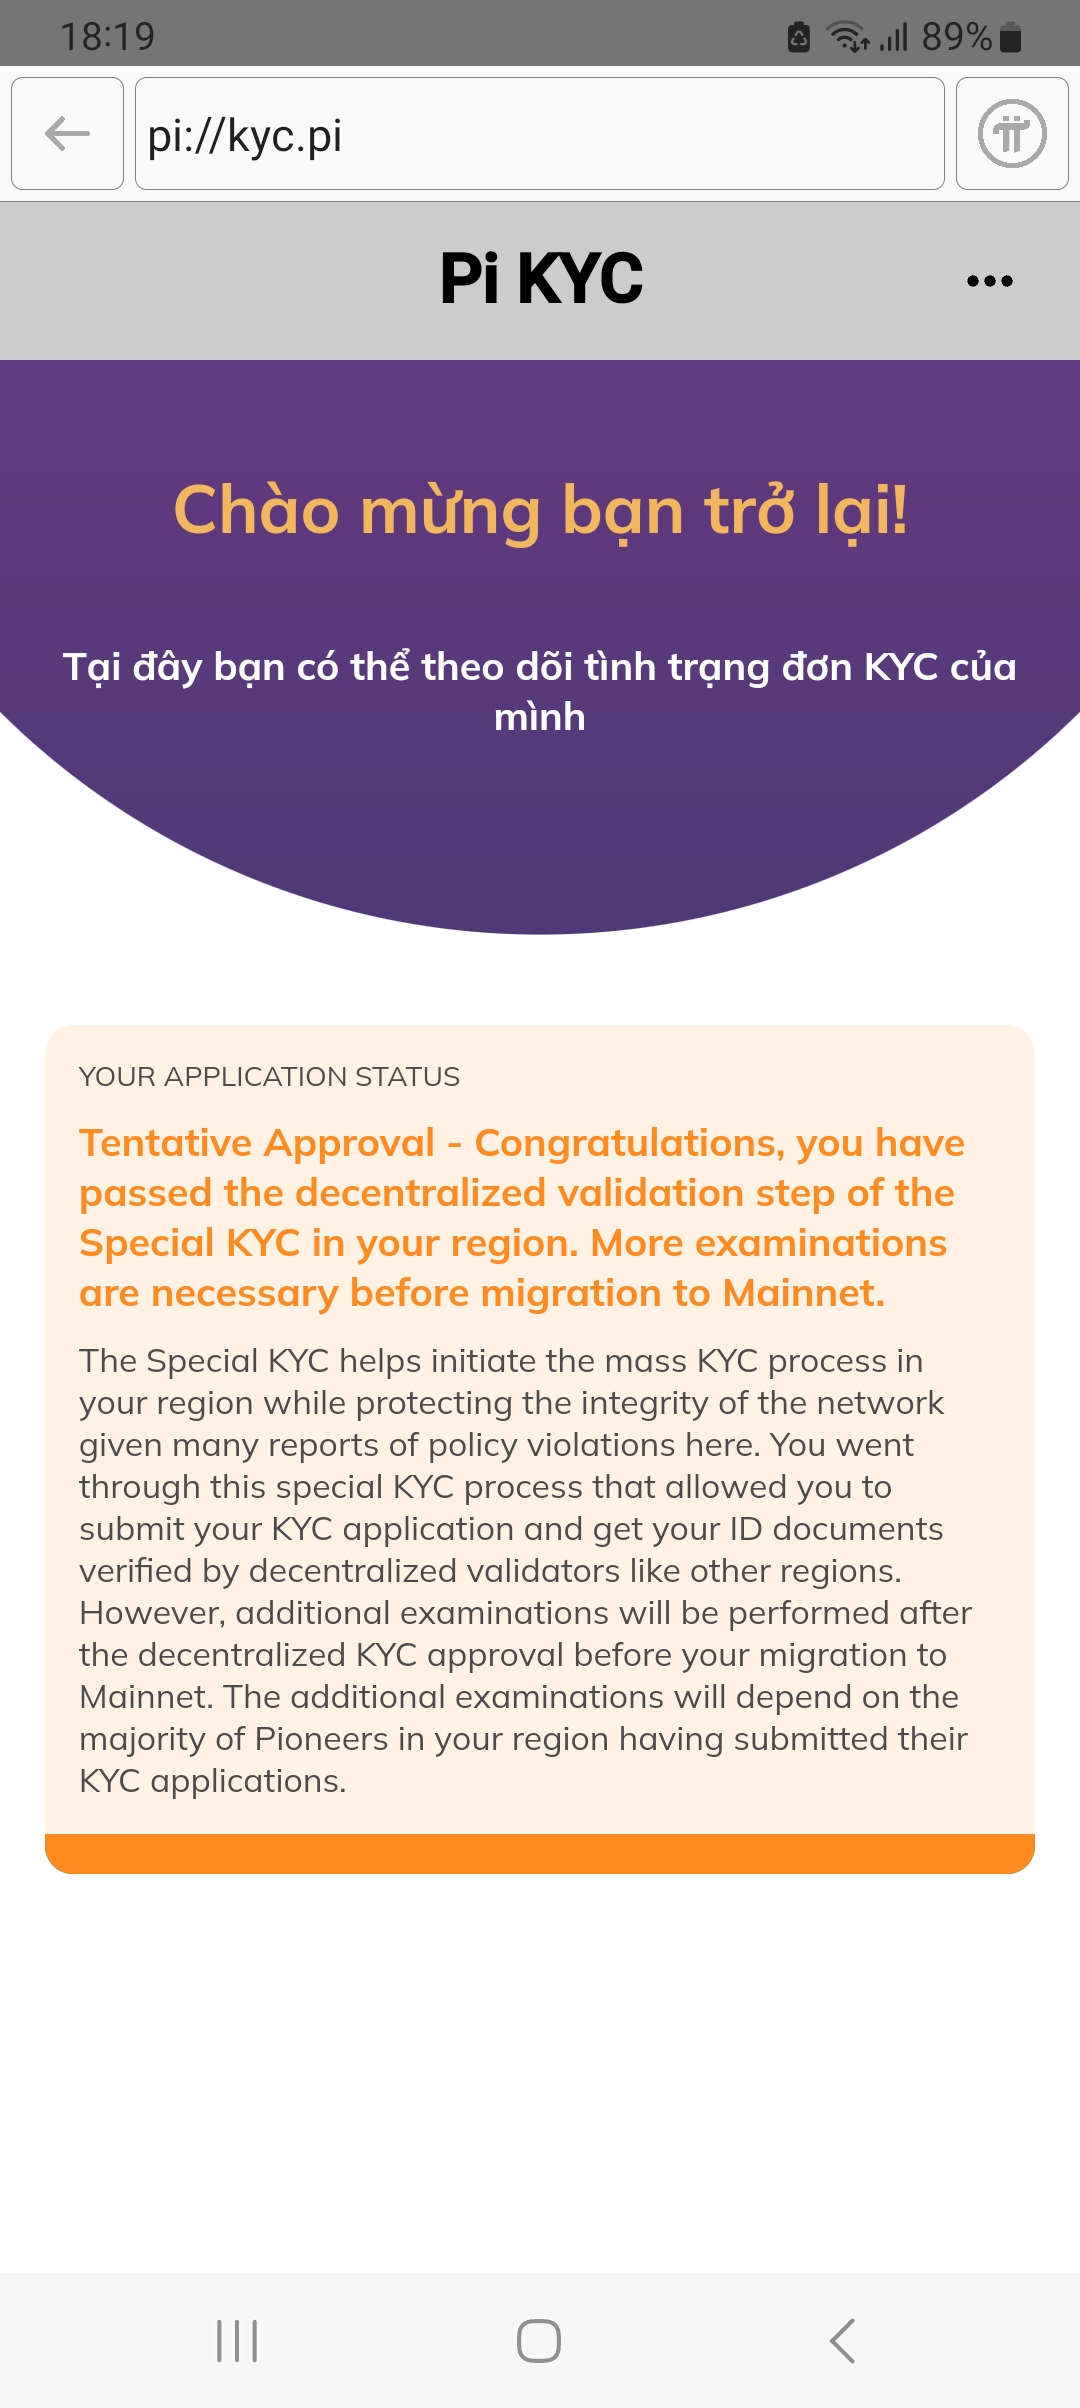 18:19
89%
pi://kyc.pi
Pi KYC
Chào mừng bạn trở lại!
Tại đây bạn có thể theo dõi tình trạng đơn KYC của
mình
YOUR APPLICATION STATUS
Tentative Approval - Congratulations, you have
passed the decentralized validation step of the
Special KYC in your region. More examinations
are necessary before migration to Mainnet.
The Special KYC helps initiate the mass KYC process in
your region while protecting the integrity of the network
given many reports of policy violations here. You went
through this special KYC process that allowed you to
submit your KYC application and get your ID documents
verified by decentralized validators like other regions.
However, additional examinations will be performed after
the decentralized KYC approval before your migration to
Mainnet. The additional examinations will depend on the
majority of Pioneers in your region having submitted their
KYC applications.